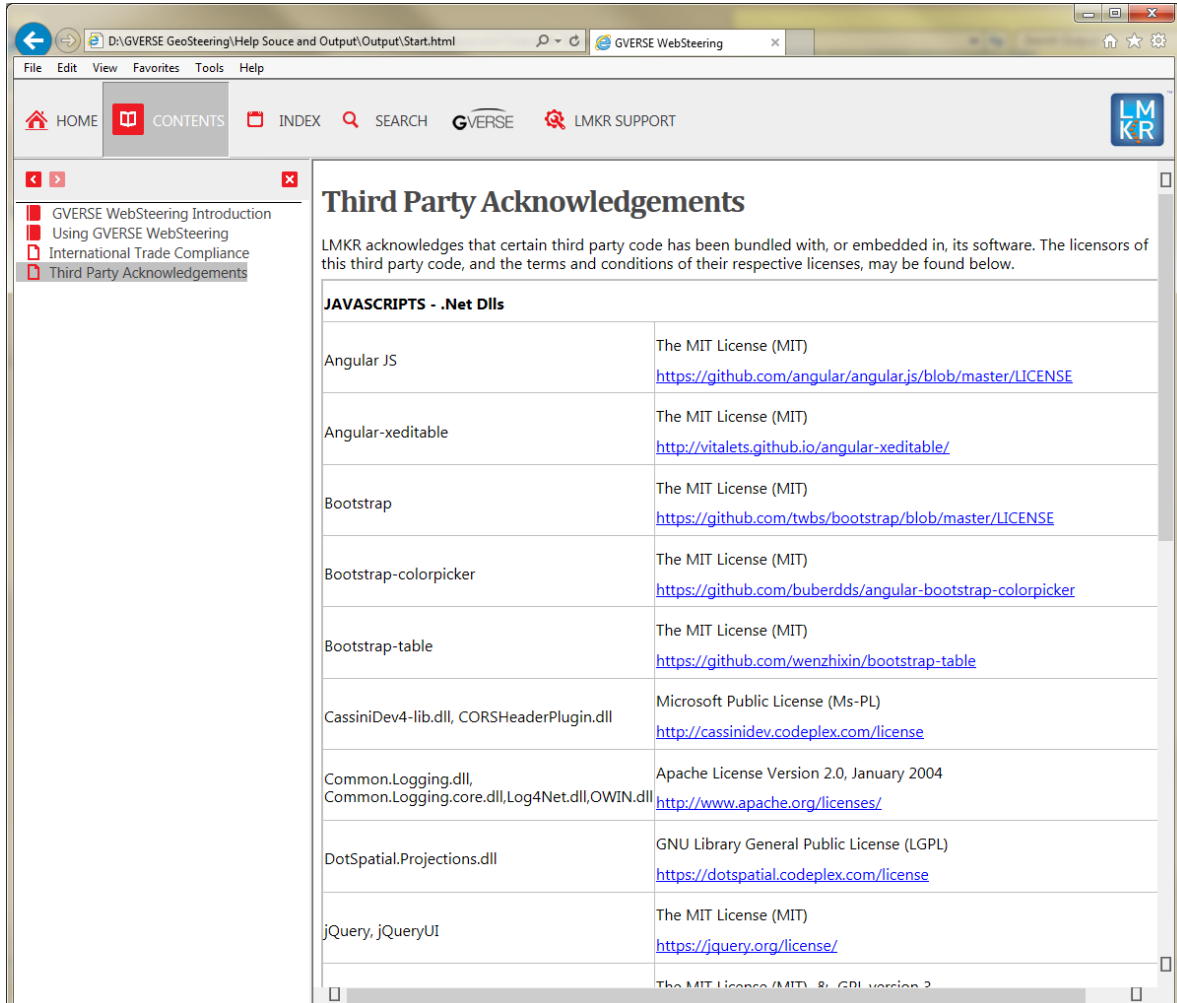 D:\GVERSE GeoSteering\Help Souce and Output\Output\Start.html
GVERSE WebSteering
File Edit View Favorites Tools Help
HOME CONTENTS INDEX SEARCH GVERSE LMKR SUPPORT
LM
KR
GVERSE WebSteering Introduction
Using GVERSE WebSteering
International Trade Compliance
Third Party Acknowledgements
Third Party Acknowledgements
LMKR acknowledges that certain third party code has been bundled with, or embedded in, its software. The licensors of
this third party code, and the terms and conditions of their respective licenses, may be found below.
JAVASCRIPTS - .Net Dlls
Angular JS
The MIT License (MIT)
https://github.com/angular/angular.js/blob/master/LICENSE
Angular-xeditable
The MIT License (MIT)
http://vitalets.github.io/angular-xeditable/
Bootstrap
The MIT License (MIT)
https://github.com/twbs/bootstrap/blob/master/LICENSE
Bootstrap-colorpicker
The MIT License (MIT)
https://github.com/buberdds/angular-bootstrap-colorpicker
Bootstrap-table
The MIT License (MIT)
https://github.com/wenzhixin/bootstrap-table
CassiniDev4-lib.dll, CORSHeaderPlugin.dll
Microsoft Public License (Ms-PL)
http://cassinidev.codeplex.com/license
Common.Logging.dll,
Common.Logging.core.dll,Log4Net.dll,OWIN.dll
Apache License Version 2.0, January 2004
http://www.apache.org/licenses/
DotSpatial.Projections.dll
GNU Library General Public License (LGPL)
https://dotspatial.codeplex.com/license
jQuery, jQueryUI
The MIT License (MIT)
https://jquery.org/license/
The MIT License (MIT) & GPL version 3